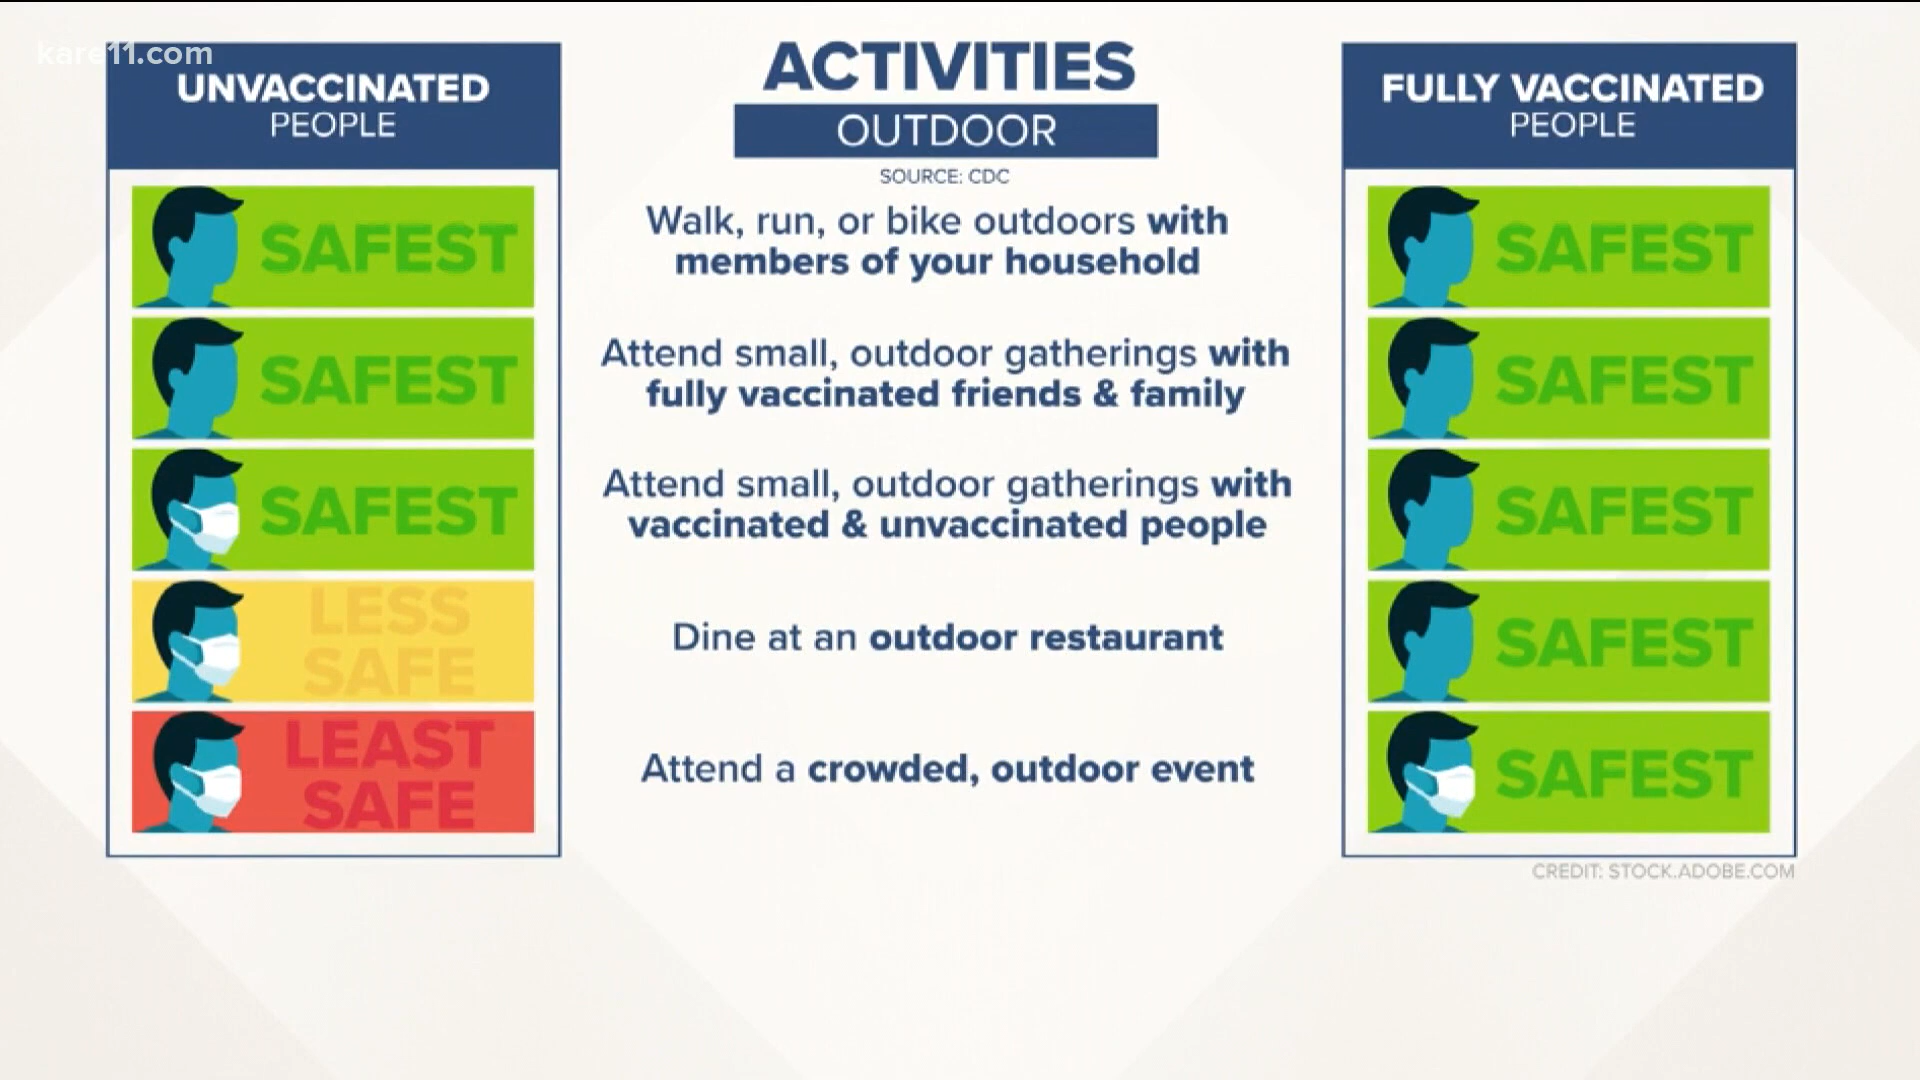 kare11.com
UNVACCINATED
PEOPLE
ACTIVITIES
OUTDOOR
SOURCE: CDC
FULLY VACCINATED
PEOPLE
SAFEST
Walk, run, or bike outdoors with
members of your household
SAFEST
SAFEST
Attend small, outdoor gatherings with
fully vaccinated friends & family
SAFEST
SAFEST
Attend small, outdoor gatherings with
vaccinated & unvaccinated people
SAFEST
LESS
SAFE
Dine at an outdoor restaurant
SAFEST
LEAST
SAFE
Attend a crowded, outdoor event
SAFEST
CREDIT: STOCK.ADOBE.COM